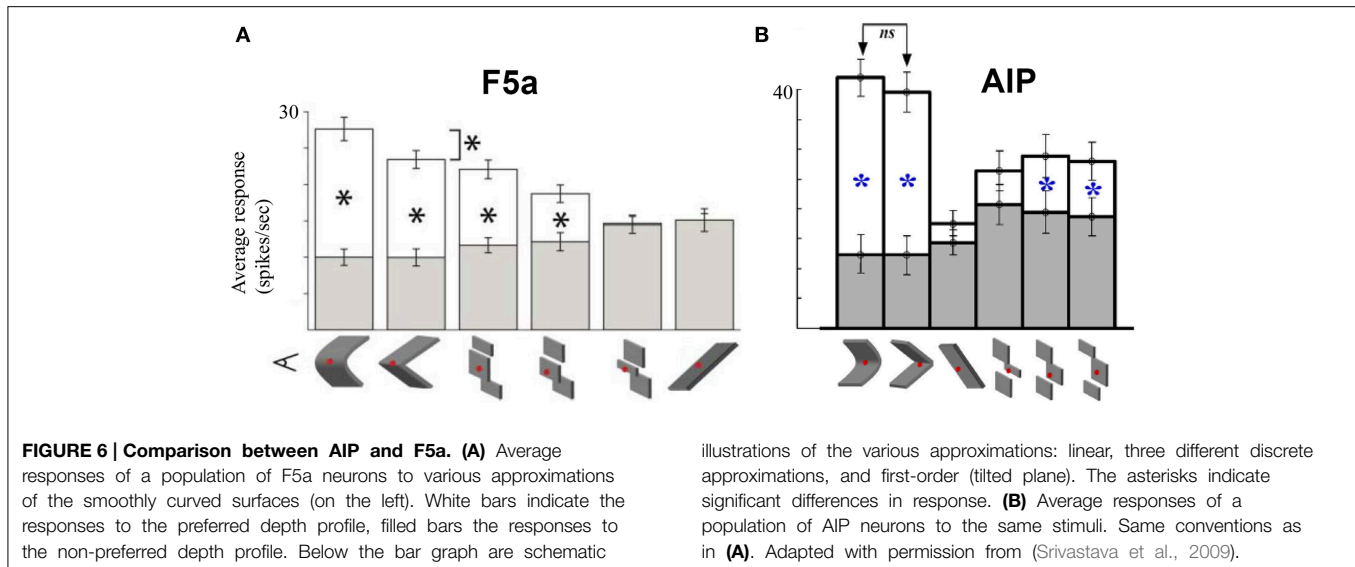 A
F5a
30
Average response
(spikes/sec)
*
*
*
*
*
B
ns
AIP
40
*
*
*
*
FIGURE 6 | Comparison between AIP and F5a. (A) Average
responses of a population of F5a neurons to various approximations
of the smoothly curved surfaces (on the left). White bars indicate the
responses to the preferred depth profile, filled bars the responses to
the non-preferred depth profile. Below the bar graph are schematic
illustrations of the various approximations: linear, three different discrete
approximations, and first-order (tilted plane). The asterisks indicate
significant differences in response. (B) Average responses of a
population of AIP neurons to the same stimuli. Same conventions as
in (A). Adapted with permission from (Srivastava et al., 2009).